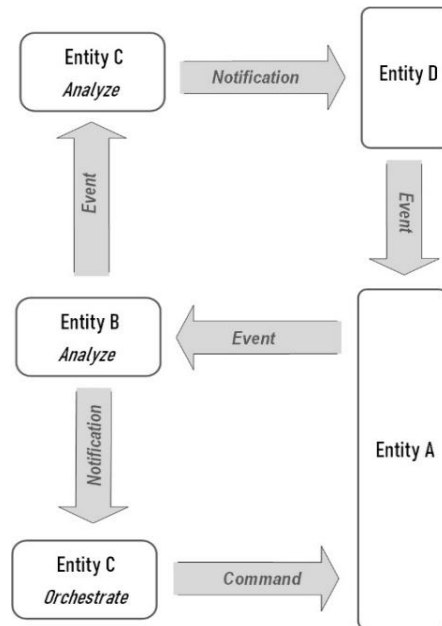 Entity C
Analyze
Notification
Entity D
Event
Event
Entity B
Analyze
Event
Entity A
Notification
Entity C
Orchestrate
Command